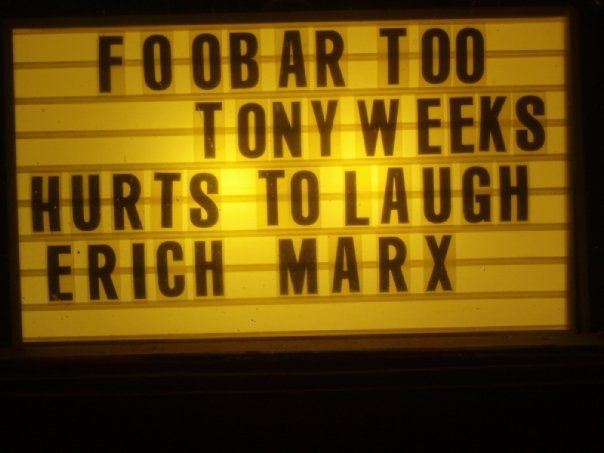 FOOBAR TOO
TONY WEEKS
HURTS TO LAUGH
ERICH MARX